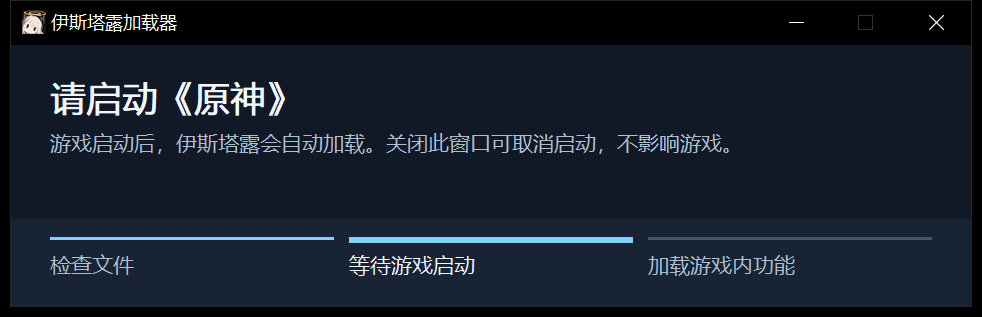 伊斯塔露加载器
请启动《原神》
游戏启动后，伊斯塔露会自动加载。关闭此窗口可取消启动，不影响游戏。
检查文件
等待游戏启动
加载游戏内功能